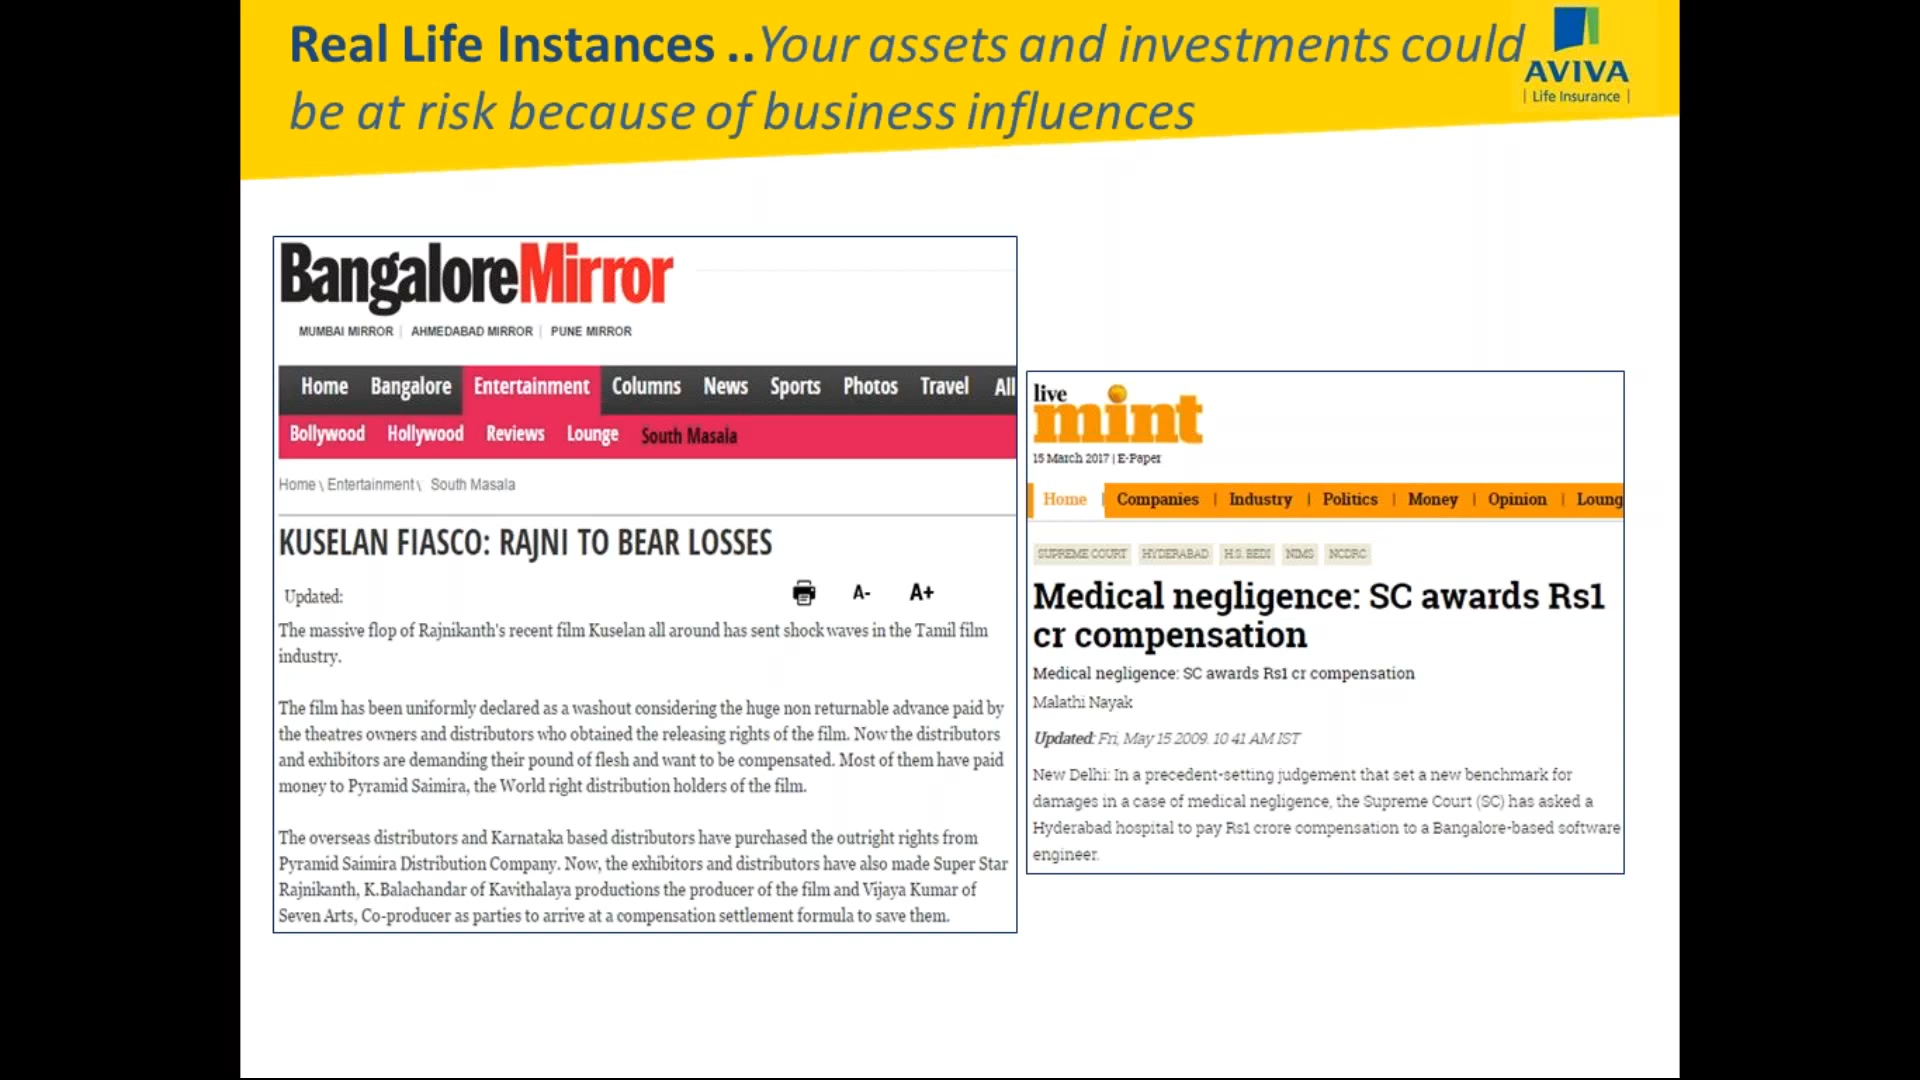 Real Life Instances ..Your assets and investments could
be at risk because of business influences
AVIVA
| Life Insurance |
BangaloreMirror
MUMBAI MIRROR | AHMEDABAD MIRROR | PUNE MIRROR
Home Bangalore Entertainment Columns News Sports Photos Travel All
Bollywood Hollywood Reviews Lounge South Masala
Home \ Entertainment \ South Masala
KUSELAN FIASCO: RAJNI TO BEAR LOSSES
Updated: A- A+
The massive flop of Rajnikanth's recent film Kuselan all around has sent shock waves in the Tamil film
industry.
The film has been uniformly declared as a washout considering the huge non returnable advance paid by
the theatres owners and distributors who obtained the releasing rights of the film. Now the distributors
and exhibitors are demanding their pound of flesh and want to be compensated. Most of them have paid
money to Pyramid Saimira, the World right distribution holders of the film.
The overseas distributors and Karnataka based distributors have purchased the outright rights from
Pyramid Saimira Distribution Company. Now, the exhibitors and distributors have also made Super Star
Rajnikanth, K.Balachandar of Kavithalaya productions the producer of the film and Vijaya Kumar of
Seven Arts, Co-producer as parties to arrive at a compensation settlement formula to save them.
live
mint
15 March 2017 | E-Paper
Home | Companies | Industry | Politics | Money | Opinion | Loung
SUPREME COURT HYDERABAD H.S. BEDI NIMS NCDRC
Medical negligence: SC awards Rs1
cr compensation
Medical negligence: SC awards Rs1 cr compensation
Malathi Nayak
Updated: Fri, May 15 2009. 10 41 AM IST
New Delhi: In a precedent-setting judgement that set a new benchmark for
damages in a case of medical negligence, the Supreme Court (SC) has asked a
Hyderabad hospital to pay Rs1 crore compensation to a Bangalore-based software
engineer.